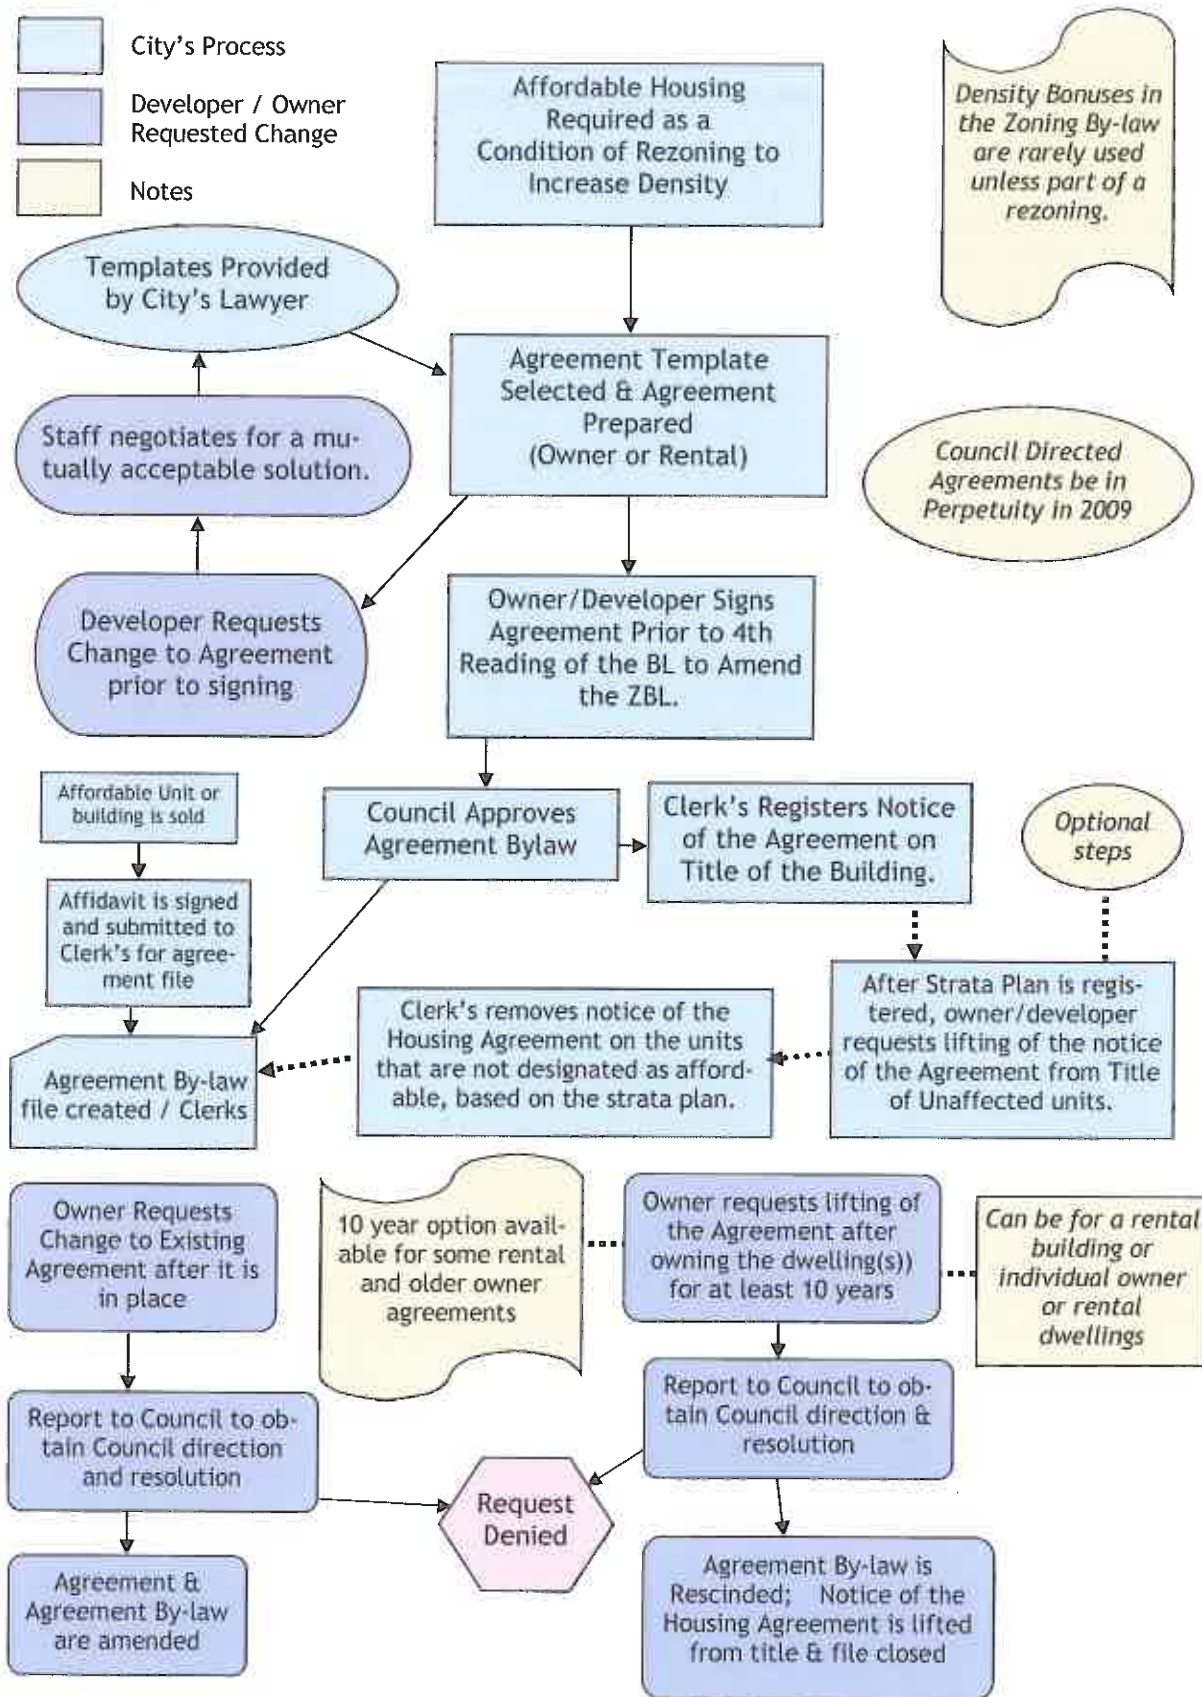 City's Process
Developer / Owner
Requested Change
Notes
Affordable Housing
Required as a
Condition of Rezoning to
Increase Density
Density Bonuses in
the Zoning By-law
are rarely used
unless part of a
rezoning.
Templates Provided
by City's Lawyer
Agreement Template
Selected & Agreement
Prepared
(Owner or Rental)
Staff negotiates for a mu-
tually acceptable solution.
Council Directed
Agreements be in
Perpetuity in 2009
Developer Requests
Change to Agreement
prior to signing
Owner/Developer Signs
Agreement Prior to 4th
Reading of the BL to Amend
the ZBL.
Affordable Unit or
building is sold
Council Approves
Agreement Bylaw
Clerk's Registers Notice
of the Agreement on
Title of the Building.
Optional
steps
Affidavit is signed
and submitted to
Clerk's for agree-
ment file
After Strata Plan is regis-
tered, owner/developer
requests lifting of the notice
of the Agreement from Title
of Unaffected units.
Clerk's removes notice of the
Housing Agreement on the units
that are not designated as afford-
able, based on the strata plan.
Agreement By-law
file created / Clerks
Owner Requests
Change to Existing
Agreement after it is
in place
10 year option avail-
able for some rental
and older owner
agreements
Owner requests lifting of
the Agreement after
owning the dwelling(s))
for at least 10 years
Can be for a rental
building or
individual owner
or rental
dwellings
Report to Council to ob-
tain Council direction
and resolution
Report to Council to ob-
tain Council direction &
resolution
Request
Denied
Agreement &
Agreement By-law
are amended
Agreement By-law is
Rescinded; Notice of the
Housing Agreement is lifted
from title & file closed